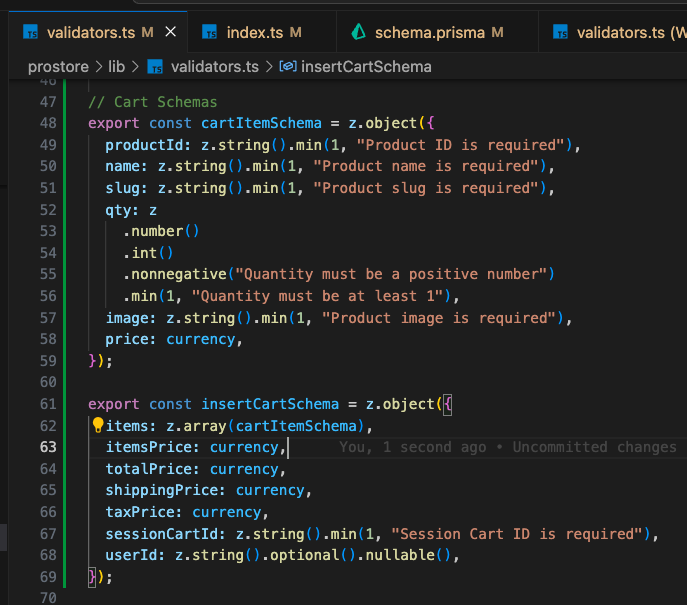 validators.ts M
index.ts M
schema.prisma M
validators.ts (W
prostore > lib > TS validators.ts > insertCartSchema
46
47 // Cart Schemas
48 export const cartItemSchema = z.object({
49 productId: z.string().min(1, "Product ID is required"),
50 name: z.string().min(1, "Product name is required"),
51 slug: z.string().min(1, "Product slug is required"),
52 qty: z
53 .number()
54 .int()
55 .nonnegative("Quantity must be a positive number")
56 .min(1, "Quantity must be at least 1"),
57 image: z.string().min(1, "Product image is required"),
58 price: currency,
59 });
60
61 export const insertCartSchema = z.object({
62 items: z.array(cartItemSchema),
63 itemsPrice: currency, You, 1 second ago • Uncommitted changes
64 totalPrice: currency,
65 shippingPrice: currency,
66 taxPrice: currency,
67 sessionCartId: z.string().min(1, "Session Cart ID is required"),
68 userId: z.string().optional().nullable(),
69 });
70